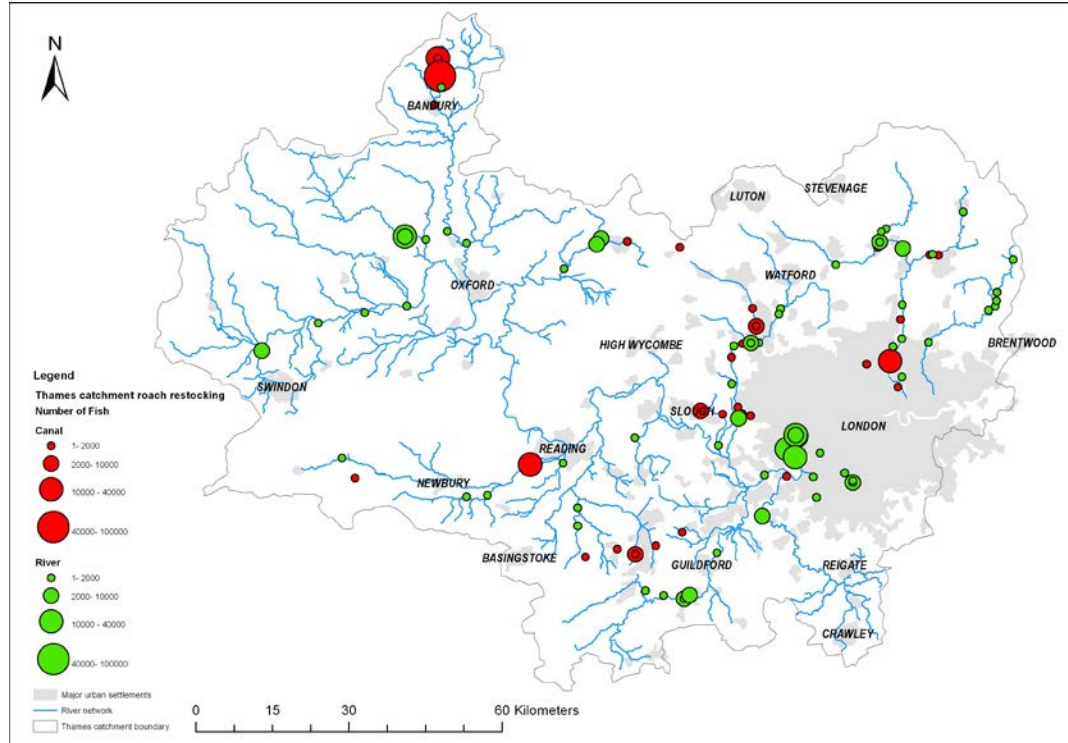 N
BANBURY
STEVENAGE
LUTON
WATFORD
OXFORD
HIGH WYCOMBE
BRENTWOOD
SWINDON
SLOUGH
LONDON
READING
NEWBURY
BASINGSTOKE
GUILDFORD
REIGATE
CRAWLEY
Legend
Thames catchment roach restocking
Number of Fish
Canal
1- 2000
2000- 10000
10000 - 40000
40000- 100000
River
1- 2000
2000- 10000
10000 - 40000
40000- 100000
Major urban settlements
River network
Thames catchment boundary
0 15 30 60 Kilometers